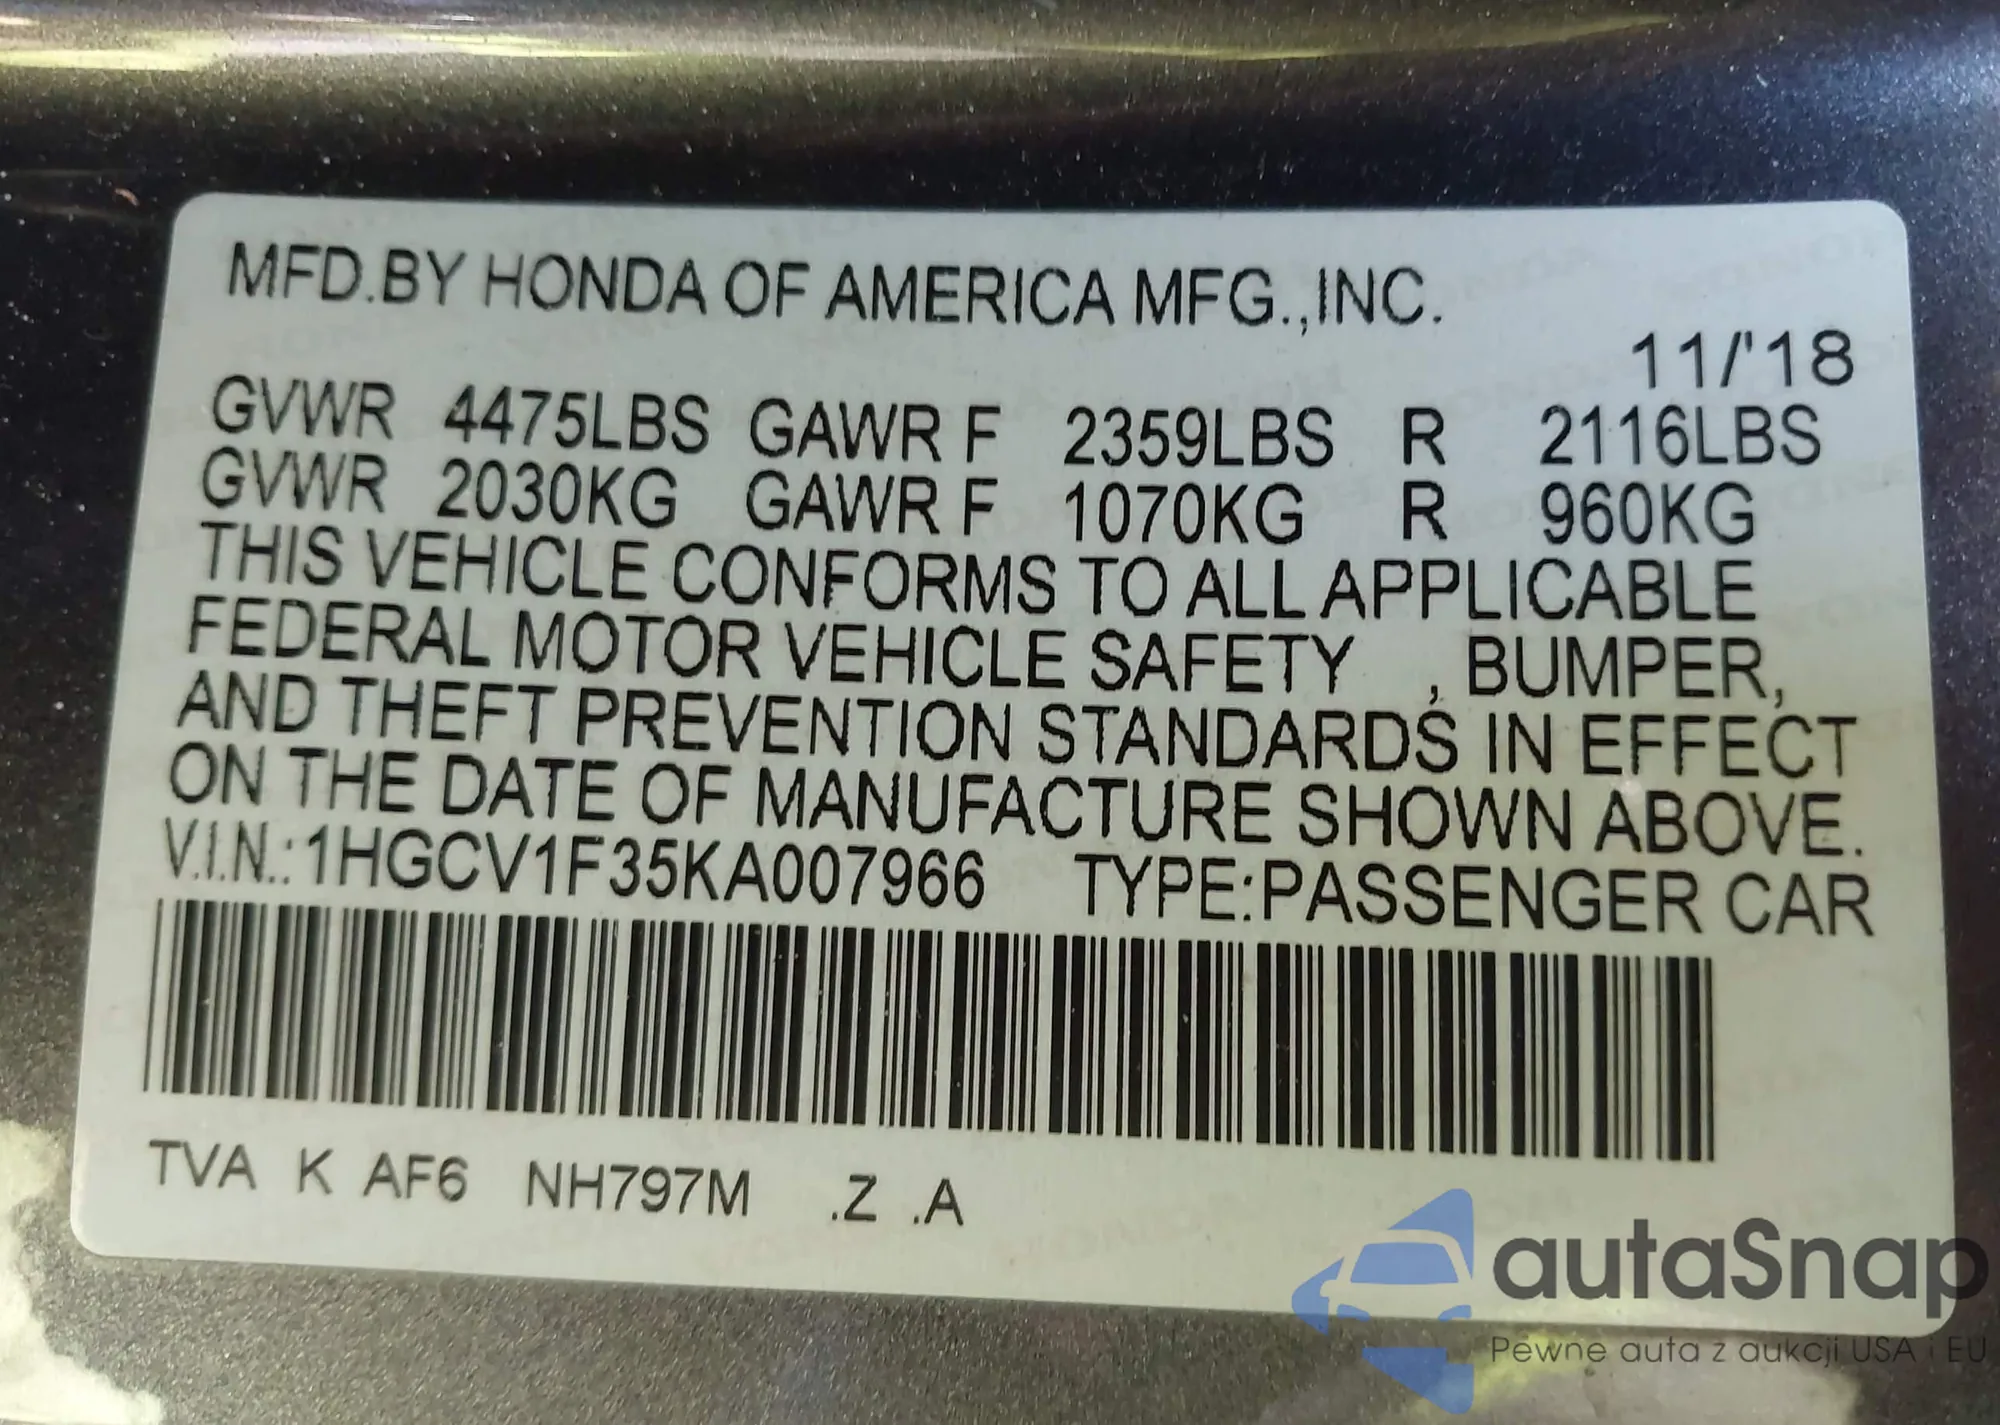 MFD.BY HONDA OF AMERICA MFG.,INC.
11/'18
GVWR 4475LBS GAWR F 2359LBS R 2116LBS
GVWR 2030KG GAWR F 1070KG R 960KG
THIS VEHICLE CONFORMS TO ALL APPLICABLE
FEDERAL MOTOR VEHICLE SAFETY , BUMPER,
AND THEFT PREVENTION STANDARDS IN EFFECT
ON THE DATE OF MANUFACTURE SHOWN ABOVE.
V.I.N.:1HGCV1F35KA007966 TYPE:PASSENGER CAR
TVA K AF6 NH797M .Z .A
autaSnap
Pewne auta z aukcji USA i EU